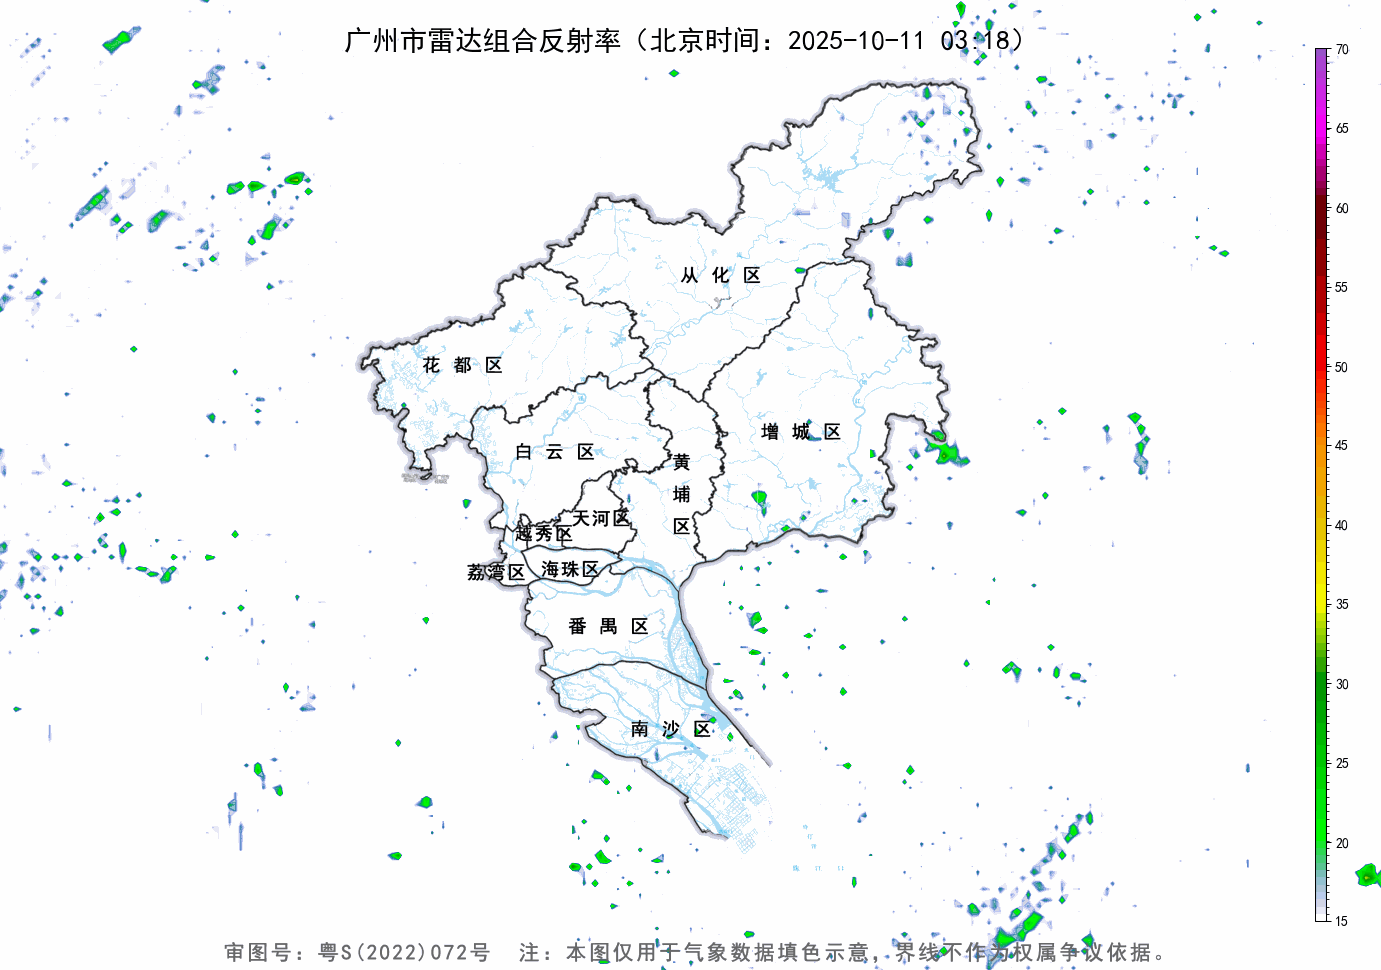 广州市雷达组合反射率（北京时间：2025-10-11 03:18）
70
65
60
55
50
45
40
35
30
25
20
15
从化区
花都区
增城区
白云区
黄埔区
天河区
越秀区
海珠区
荔湾区
番禺区
南沙区
审图号：粤S(2022)072号 注：本图仅用于气象数据填色示意，界线不作为权属争议依据。